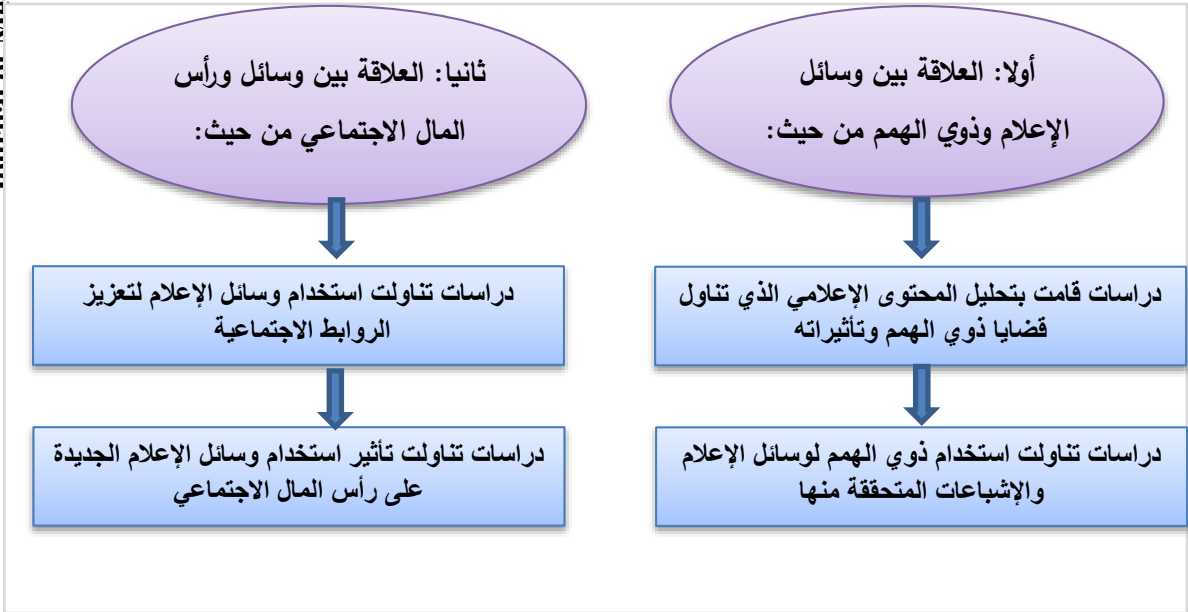 أولا: العلاقة بين وسائل
الإعلام وذوي الهمم من حيث:
دراسات قامت بتحليل المحتوى الإعلامي الذي تناول
قضايا ذوي الهمم وتأثيراته
دراسات تناولت استخدام ذوي الهمم لوسائل الإعلام
والإشباعات المتحققة منها
ثانيا: العلاقة بين وسائل ورأس
المال الاجتماعي من حيث:
دراسات تناولت استخدام وسائل الإعلام لتعزيز
الروابط الاجتماعية
دراسات تناولت تأثير استخدام وسائل الإعلام الجديدة
على رأس المال الاجتماعي